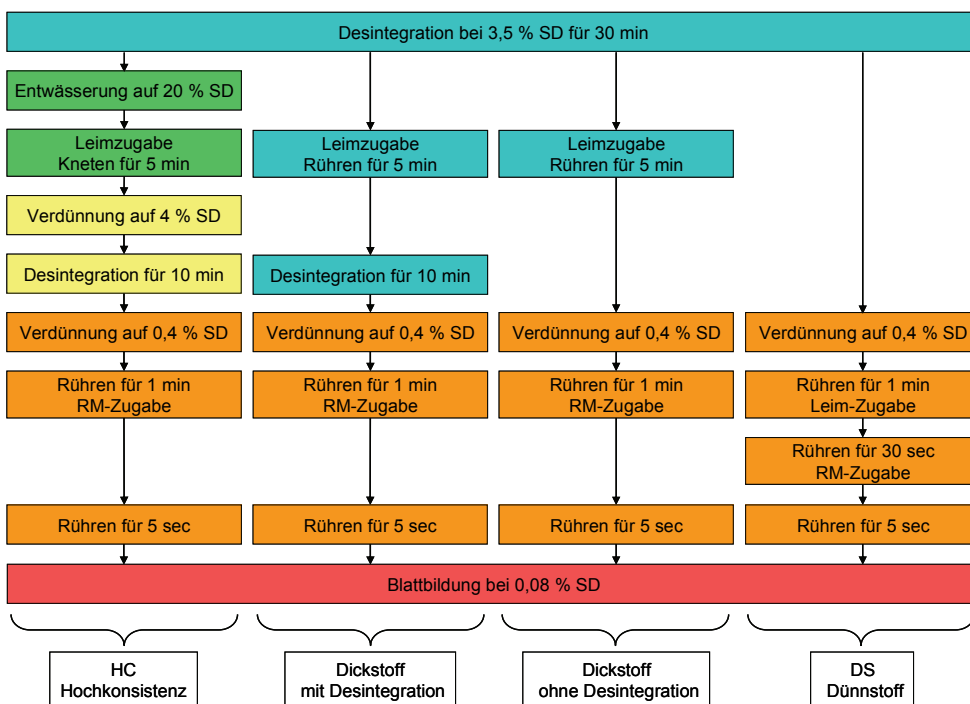 Desintegration bei 3,5 % SD für 30 min
Entwässerung auf 20 % SD
Leimzugabe
Kneten für 5 min
Leimzugabe
Rühren für 5 min
Leimzugabe
Rühren für 5 min
Verdünnung auf 4 % SD
Desintegration für 10 min
Desintegration für 10 min
Verdünnung auf 0,4 % SD
Verdünnung auf 0,4 % SD
Verdünnung auf 0,4 % SD
Verdünnung auf 0,4 % SD
Rühren für 1 min
RM-Zugabe
Rühren für 1 min
RM-Zugabe
Rühren für 1 min
RM-Zugabe
Rühren für 1 min
Leim-Zugabe
Rühren für 30 sec
RM-Zugabe
Rühren für 5 sec
Rühren für 5 sec
Rühren für 5 sec
Rühren für 5 sec
Blattbildung bei 0,08 % SD
HC
Hochkonsistenz
Dickstoff
mit Desintegration
Dickstoff
ohne Desintegration
DS
Dünnstoff